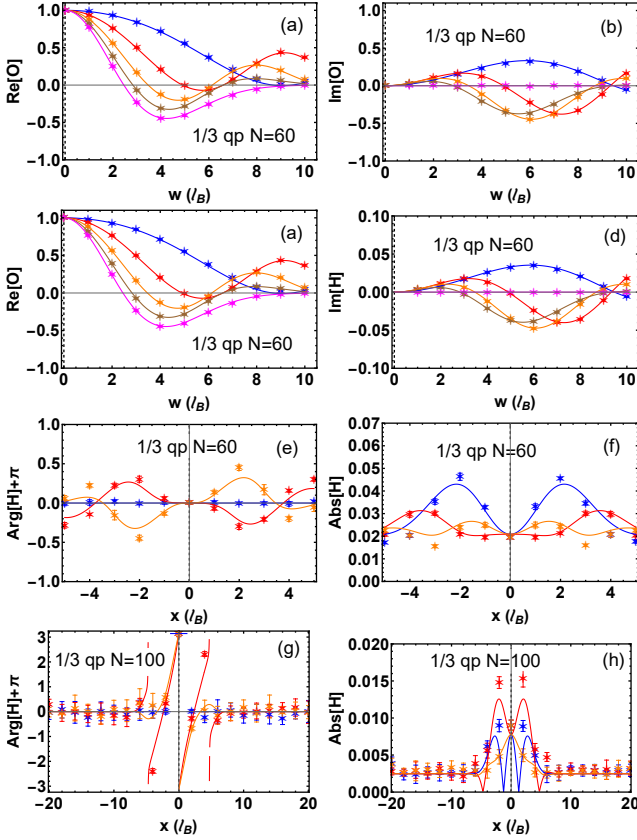 (a)
1.0
0.5
0.0
−0.5
−1.0
Re[O]
1/3 qp N=60
0 2 4 6 8 10
w (lB)
(b)
1.0
0.5
0.0
−0.5
−1.0
Im[O]
1/3 qp N=60
0 2 4 6 8 10
w (lB)
(a)
1.0
0.5
0.0
−0.5
−1.0
Re[O]
1/3 qp N=60
0 2 4 6 8 10
w (lB)
(d)
0.10
0.05
0.00
−0.05
−0.10
Im[H]
1/3 qp N=60
0 2 4 6 8 10
w (lB)
(e)
1.0
0.5
0.0
−0.5
−1.0
Arg[H]+π
1/3 qp N=60
−4 −2 0 2 4
x (lB)
(f)
0.07
0.06
0.05
0.04
0.03
0.02
0.01
0.00
Abs[H]
1/3 qp N=60
−4 −2 0 2 4
x (lB)
(g)
3
2
1
0
−1
−2
−3
Arg[H]+π
1/3 qp N=100
−20 −10 0 10 20
x (lB)
(h)
0.020
0.015
0.010
0.005
0.000
Abs[H]
1/3 qp N=100
−20 −10 0 10 20
x (lB)